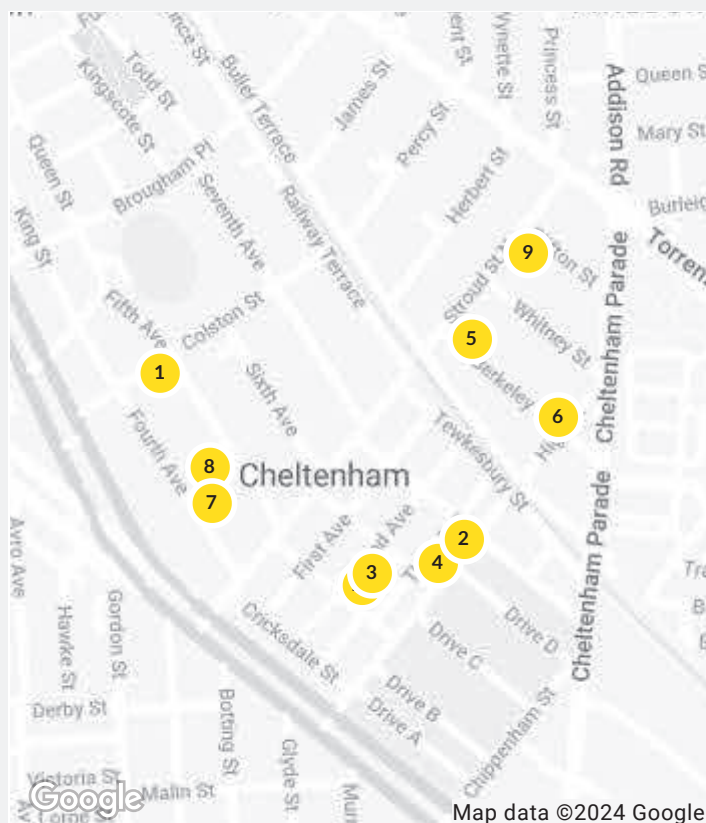 Todd St
Kingscote St
Buller Terrace
James St
Percy St
Wynette St
Princess St
Addison Rd
Mary St
Queen St
Brougham Pl
Seventh Ave
Railway Terrace
Herbert St
King St
9
Stroud St
Whitney St
Cheltenham Parade
Fifth Ave
Colston St
5
1
Sixth Ave
6
Fourth Ave
Tewkesbury St
8
Cheltenham
7
Cheltenham Parade
First Ave
2
3
4
Avro Ave
Hawke St
Gordon St
Cricksdale St
Drive C
Drive D
Drive B
Drive A
Derby St
Botting St
Chippenham St
Clyde St
Victoria St
Malin St
Google
Map data ©2024 Google